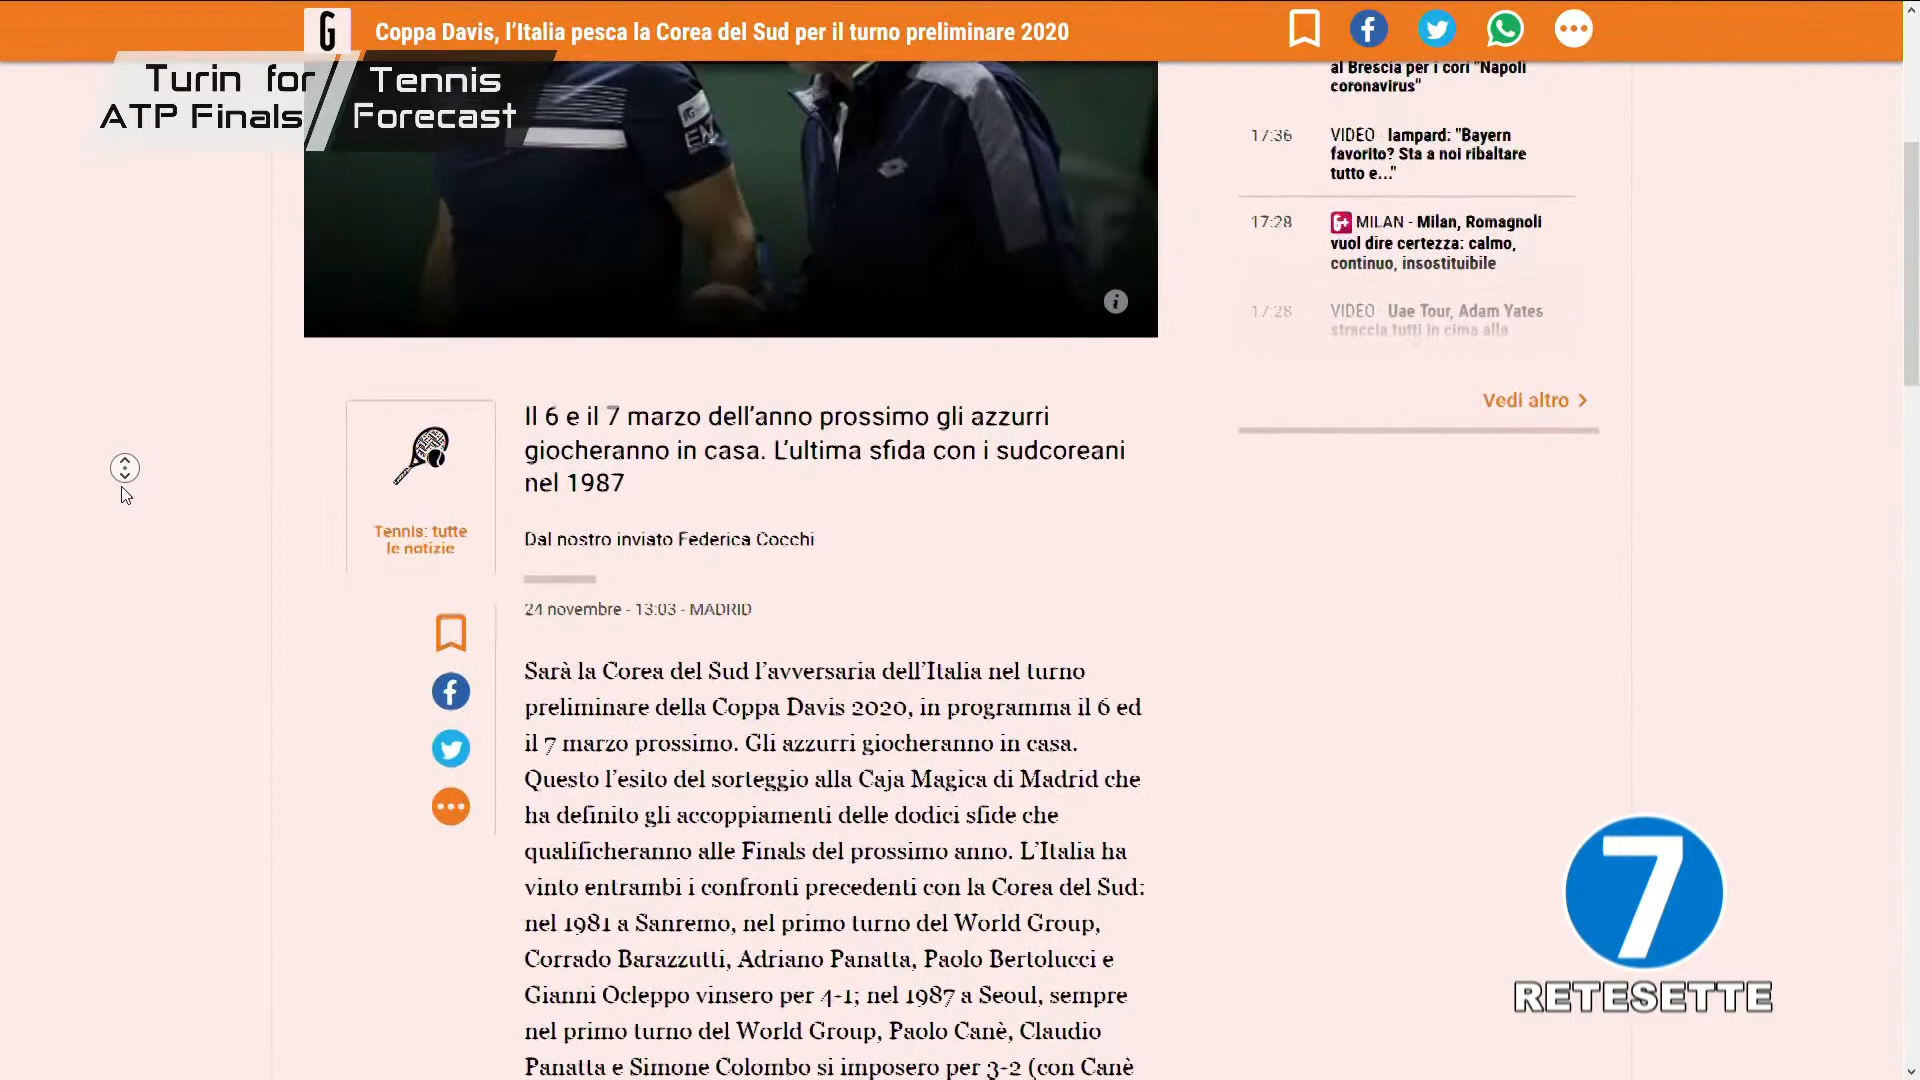 G
Coppa Davis, l'Italia pesca la Corea del Sud per il turno preliminare 2020
Turin for
ATP Finals
Tennis
Forecast
al Brescia per i cori "Napoli
coronavirus"
17:36
VIDEO lampard: "Bayern
favorito? Sta a noi ribaltare
tutto e..."
17:28
G+ MILAN - Milan, Romagnoli
vuol dire certezza: calmo,
continuo, insostituibile
17:28
VIDEO Uae Tour, Adam Yates
straccia tutti in cima alla
Vedi altro
Il 6 e il 7 marzo dell'anno prossimo gli azzurri
giocheranno in casa. L'ultima sfida con i sudcoreani
nel 1987
Tennis: tutte
le notizie
Dal nostro inviato Federica Cocchi
24 novembre - 13:03 - MADRID
Sarà la Corea del Sud l'avversaria dell'Italia nel turno
preliminare della Coppa Davis 2020, in programma il 6 ed
il 7 marzo prossimo. Gli azzurri giocheranno in casa.
Questo l'esito del sorteggio alla Caja Magica di Madrid che
ha definito gli accoppiamenti delle dodici sfide che
qualificheranno alle Finals del prossimo anno. L'Italia ha
vinto entrambi i confronti precedenti con la Corea del Sud:
nel 1981 a Sanremo, nel primo turno del World Group,
Corrado Barazzutti, Adriano Panatta, Paolo Bertolucci e
Gianni Ocleppo vinsero per 4-1; nel 1987 a Seoul, sempre
nel primo turno del World Group, Paolo Canè, Claudio
Panatta e Simone Colombo si imposero per 3-2 (con Canè
7
RETESETTE